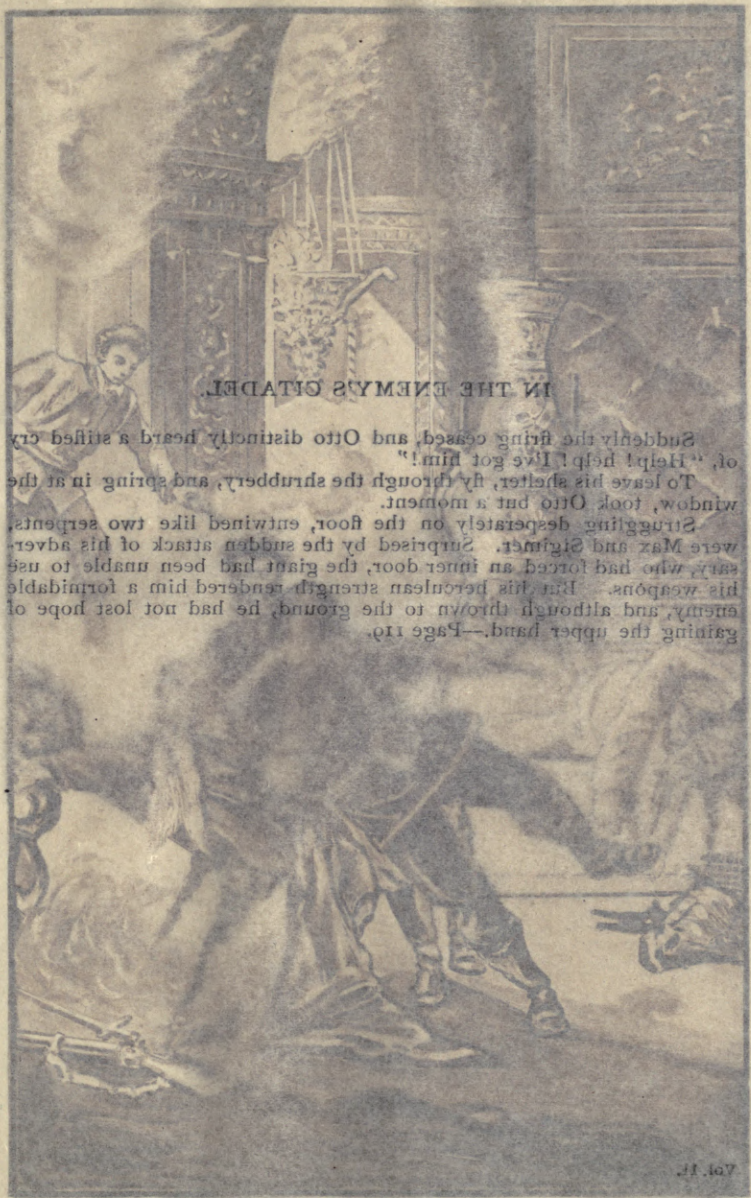 IN THE ENEMY'S CITADEL.
Suddenly the firing ceased, and Otto distinctly heard a stifled cry
of, "Help! help! I've got him!"
To leave his shelter, fly through the shrubbery, and spring in at the
window, took Otto but a moment.
Struggling desperately on the floor, entwined like two serpents,
were Max and Sigimer. Surprised by the sudden attack of his adver-
sary, who had forced an inner door, the giant had been unable to use
his weapons. But his herculean strength rendered him a formidable
enemy, and although thrown to the ground, he had not lost hope of
gaining the upper hand.—Page 119.
Vol. 11.